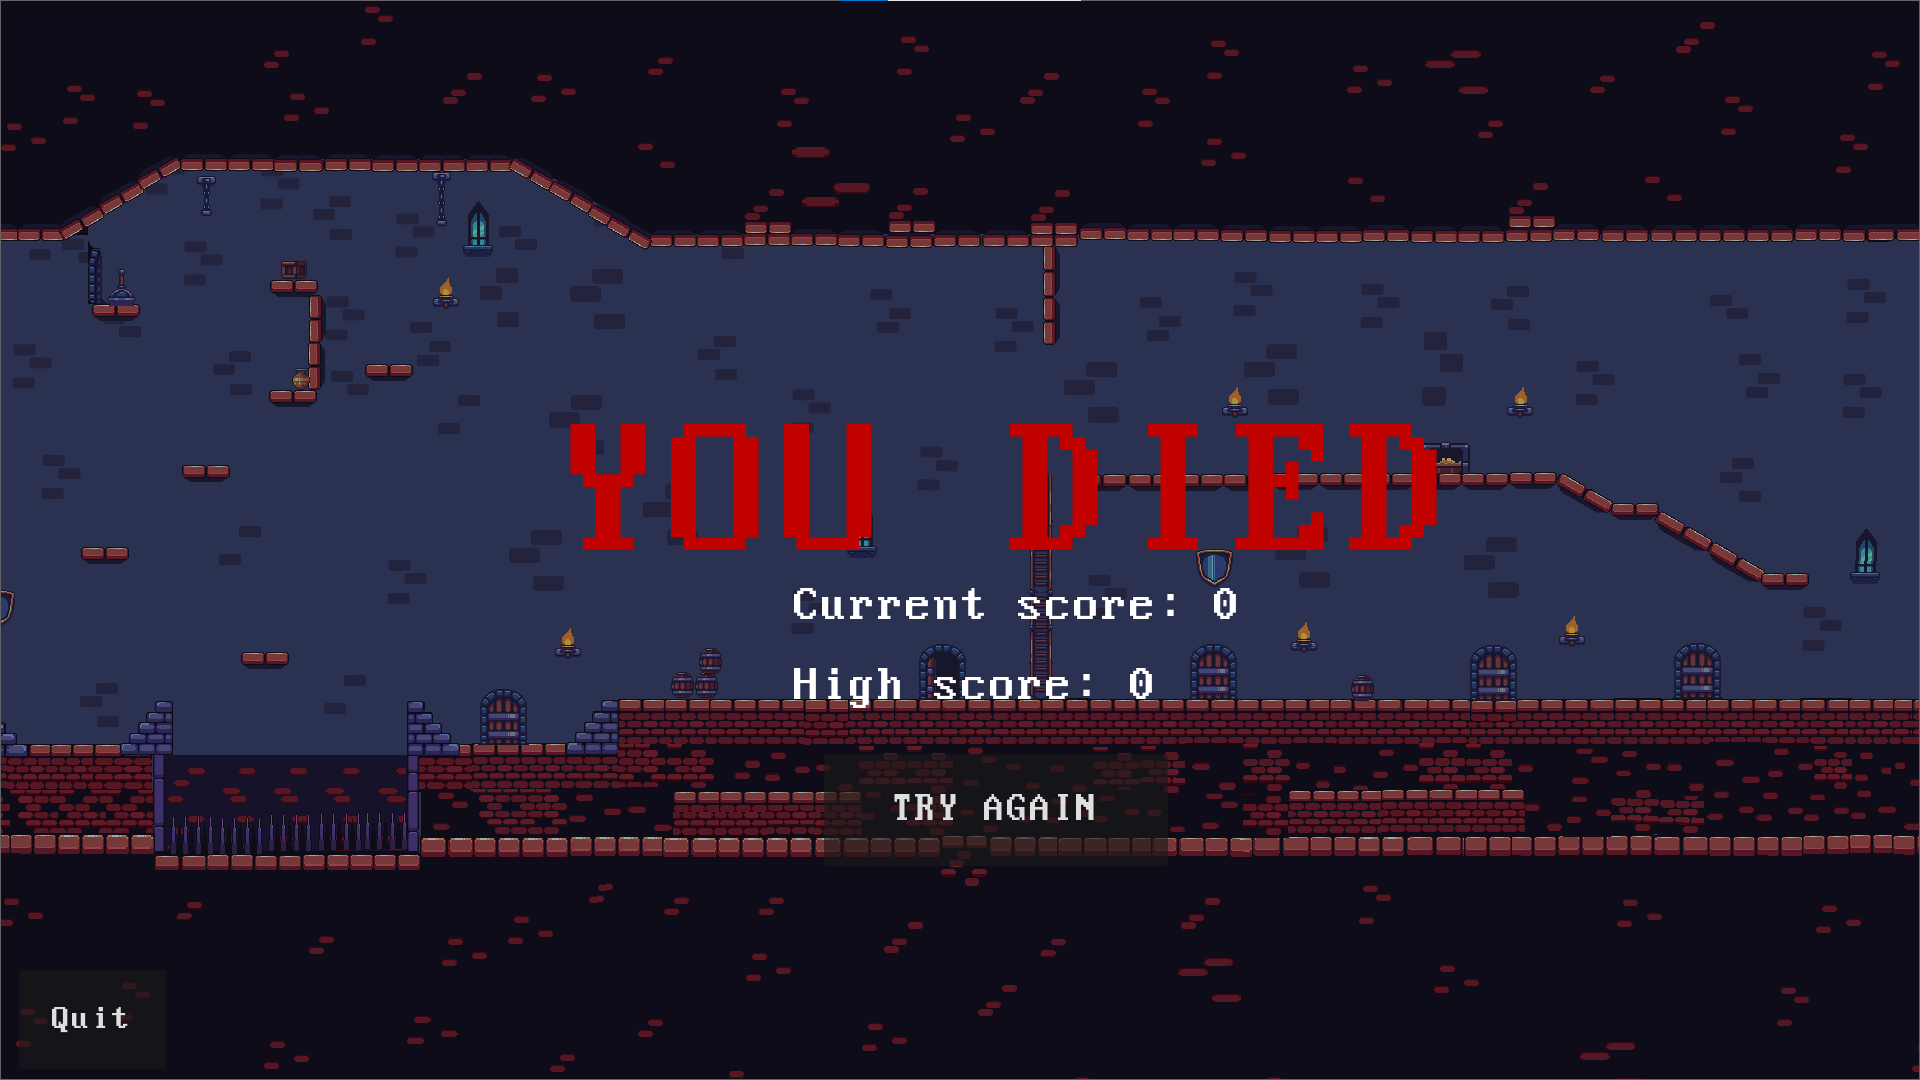 YOU DIED
Current score: 0
High score: 0
TRY AGAIN
Quit